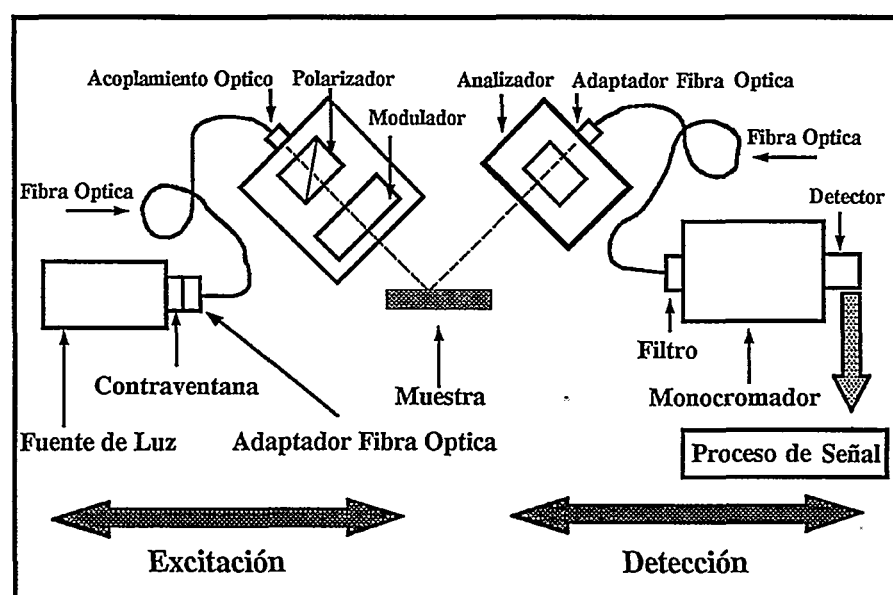 Acoplamiento Optico
Polarizador
Modulador
Analizador
Adaptador Fibra Optica
Fibra Optica
Fibra Optica
Detector
Filtro
Monocromador
Contraventana
Muestra
Fuente de Luz
Adaptador Fibra Optica
Proceso de Señal
Excitación
Detección